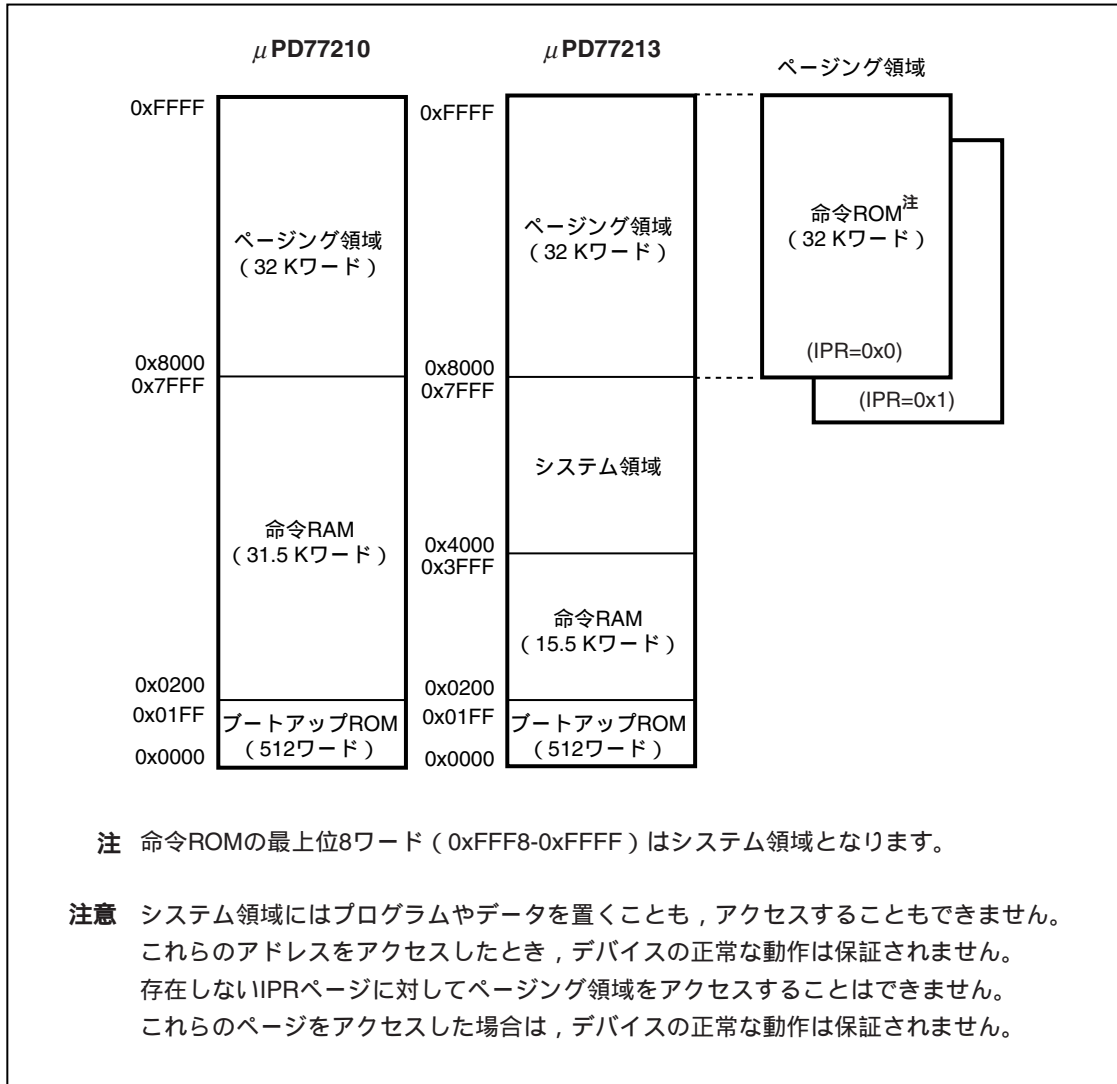 μPD77210
0xFFFF
ページング領域
（32 Kワード）
0x8000
0x7FFF
命令RAM
（31.5 Kワード）
0x0200
0x01FF
ブートアップROM
（512ワード）
0x0000
μPD77213
0xFFFF
ページング領域
（32 Kワード）
0x8000
0x7FFF
システム領域
0x4000
0x3FFF
命令RAM
（15.5 Kワード）
0x0200
0x01FF
ブートアップROM
（512ワード）
0x0000
ページング領域
命令ROM注
（32 Kワード）
(IPR=0x0)
(IPR=0x1)
注 命令ROMの最上位8ワード（0xFFF8-0xFFFF）はシステム領域となります。
注意 システム領域にはプログラムやデータを置くことも，アクセスすることもできません。
これらのアドレスをアクセスしたとき，デバイスの正常な動作は保証されません。
存在しないIPRページに対してページング領域をアクセスすることはできません。
これらのページをアクセスした場合は，デバイスの正常な動作は保証されません。